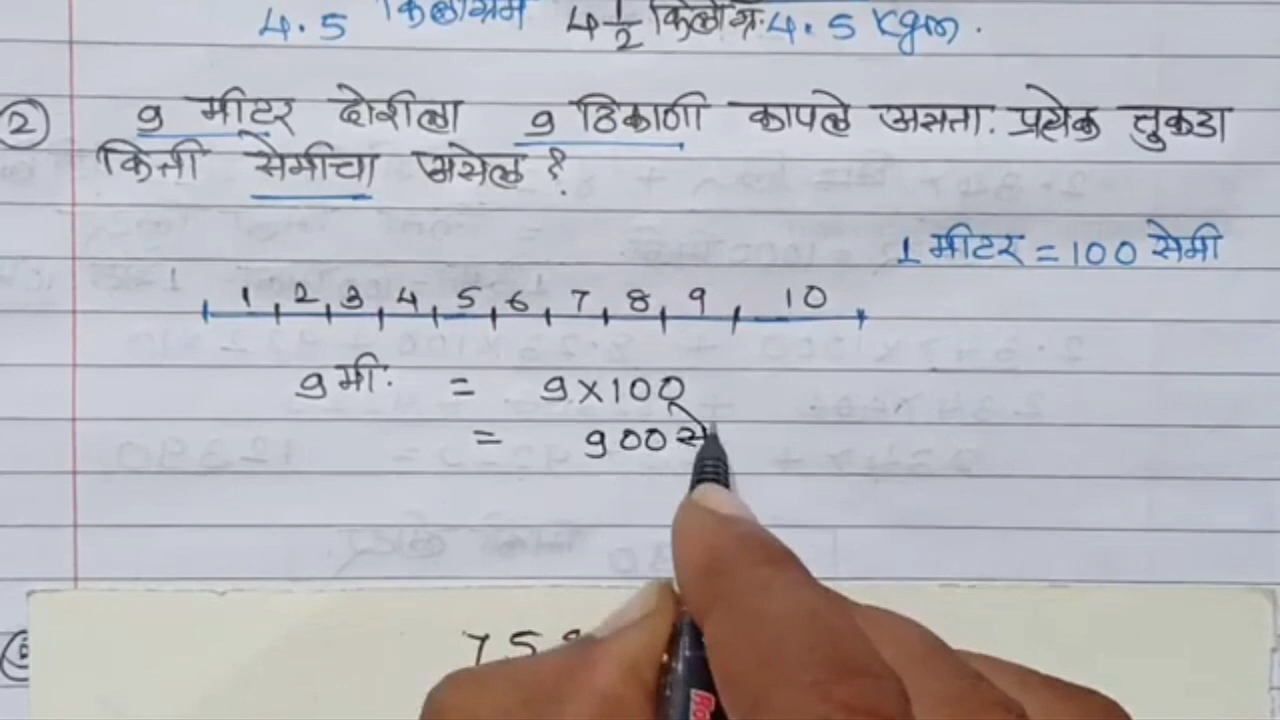 4.5 किलोग्रॅम 4 1/2 किलोग्र. 4.5 Kgm.
② 9 मीटर दोरीला 9 ठिकाणी कापले असता. प्रत्येक तुकडा
किती सेमीचा असेल ?
1 मीटर = 100 सेमी
1 2 3 4 5 6 7 8 9 10
9 मी. = 9×100
= 900 से
75